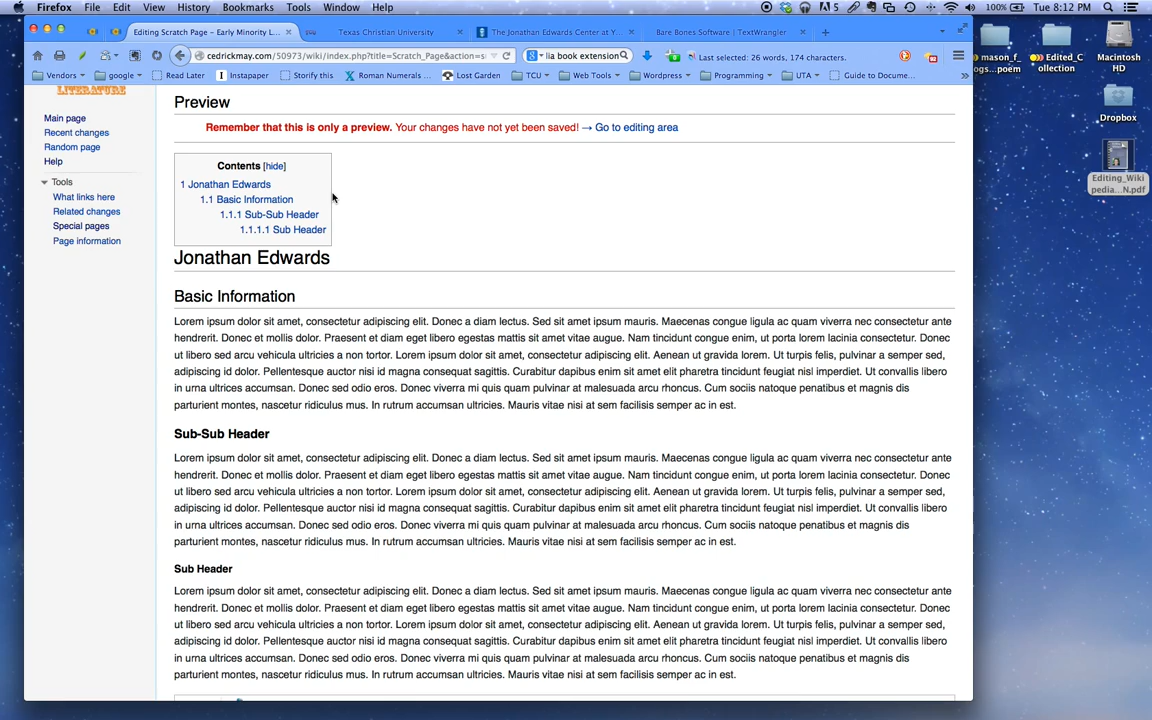 Firefox File Edit View History Bookmarks Tools Window Help
5 100% Tue 8:12 PM
Editing Scratch Page – Early Minority L... Texas Christian University The Jonathan Edwards Center at Y... Bare Bones Software | TextWrangler
cedrickmay.com/50973/wiki/index.php?title=Scratch_Page&action=s lia book extension Last selected: 26 words, 174 characters.
Vendors google Read Later Instapaper Storify this Roman Numerals ... Lost Garden TCU Web Tools Wordpress Programming UTA Guide to Docume...
LITERATURE
Main page
Recent changes
Random page
Help
Tools
What links here
Related changes
Special pages
Page information
Preview
Remember that this is only a preview. Your changes have not yet been saved! → Go to editing area
Contents [hide]
1 Jonathan Edwards
1.1 Basic Information
1.1.1 Sub-Sub Header
1.1.1.1 Sub Header
Jonathan Edwards
Basic Information
Lorem ipsum dolor sit amet, consectetur adipiscing elit. Donec a diam lectus. Sed sit amet ipsum mauris. Maecenas congue ligula ac quam viverra nec consectetur ante
hendrerit. Donec et mollis dolor. Praesent et diam eget libero egestas mattis sit amet vitae augue. Nam tincidunt congue enim, ut porta lorem lacinia consectetur. Donec
ut libero sed arcu vehicula ultricies a non tortor. Lorem ipsum dolor sit amet, consectetur adipiscing elit. Aenean ut gravida lorem. Ut turpis felis, pulvinar a semper sed,
adipiscing id dolor. Pellentesque auctor nisi id magna consequat sagittis. Curabitur dapibus enim sit amet elit pharetra tincidunt feugiat nisl imperdiet. Ut convallis libero
in urna ultrices accumsan. Donec sed odio eros. Donec viverra mi quis quam pulvinar at malesuada arcu rhoncus. Cum sociis natoque penatibus et magnis dis
parturient montes, nascetur ridiculus mus. In rutrum accumsan ultricies. Mauris vitae nisi at sem facilisis semper ac in est.
Sub-Sub Header
Lorem ipsum dolor sit amet, consectetur adipiscing elit. Donec a diam lectus. Sed sit amet ipsum mauris. Maecenas congue ligula ac quam viverra nec consectetur ante
hendrerit. Donec et mollis dolor. Praesent et diam eget libero egestas mattis sit amet vitae augue. Nam tincidunt congue enim, ut porta lorem lacinia consectetur. Donec
ut libero sed arcu vehicula ultricies a non tortor. Lorem ipsum dolor sit amet, consectetur adipiscing elit. Aenean ut gravida lorem. Ut turpis felis, pulvinar a semper sed,
adipiscing id dolor. Pellentesque auctor nisi id magna consequat sagittis. Curabitur dapibus enim sit amet elit pharetra tincidunt feugiat nisl imperdiet. Ut convallis libero
in urna ultrices accumsan. Donec sed odio eros. Donec viverra mi quis quam pulvinar at malesuada arcu rhoncus. Cum sociis natoque penatibus et magnis dis
parturient montes, nascetur ridiculus mus. In rutrum accumsan ultricies. Mauris vitae nisi at sem facilisis semper ac in est.
Sub Header
Lorem ipsum dolor sit amet, consectetur adipiscing elit. Donec a diam lectus. Sed sit amet ipsum mauris. Maecenas congue ligula ac quam viverra nec consectetur ante
hendrerit. Donec et mollis dolor. Praesent et diam eget libero egestas mattis sit amet vitae augue. Nam tincidunt congue enim, ut porta lorem lacinia consectetur. Donec
ut libero sed arcu vehicula ultricies a non tortor. Lorem ipsum dolor sit amet, consectetur adipiscing elit. Aenean ut gravida lorem. Ut turpis felis, pulvinar a semper sed,
adipiscing id dolor. Pellentesque auctor nisi id magna consequat sagittis. Curabitur dapibus enim sit amet elit pharetra tincidunt feugiat nisl imperdiet. Ut convallis libero
in urna ultrices accumsan. Donec sed odio eros. Donec viverra mi quis quam pulvinar at malesuada arcu rhoncus. Cum sociis natoque penatibus et magnis dis
parturient montes, nascetur ridiculus mus. In rutrum accumsan ultricies. Mauris vitae nisi at sem facilisis semper ac in est.
mason_f
ogs...poem
Edited_C
ollection
Macintosh
HD
Dropbox
Editing_Wiki
pedia...N.pdf